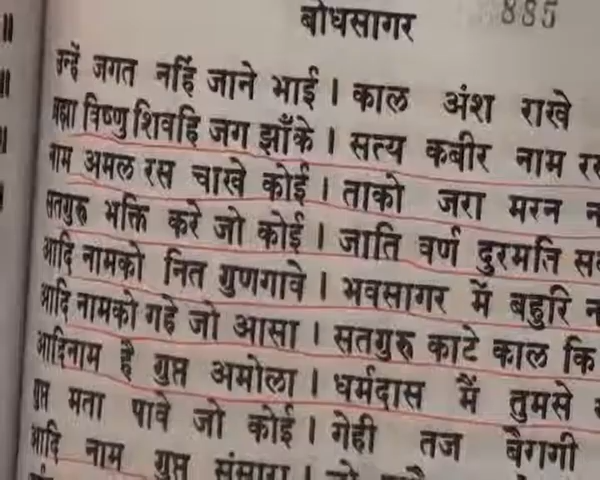 बोधसागर 885
उन्हें जगत नहिं जाने भाई । काल अंश राखे
ब्रह्मा विष्णु शिवहि जग झाँके । सत्य कबीर नाम
नाम अमल रस चाखे कोई । ताको जरा मरन
सतगुरु भक्ति करे जो कोई । जाति वर्ण दुरमति
आदि नामको नित गुणगावे । भवसागर में बहुरि
आदि नामको गहे जो आसा । सतगुरु काटे काल
आदिनाम है गुप्त अमोला । धर्मदास मैं तुमसे
गुप्त मता पावे जो कोई । गेही तज बैरागी
आदि नाम गुप्त संसारा ।